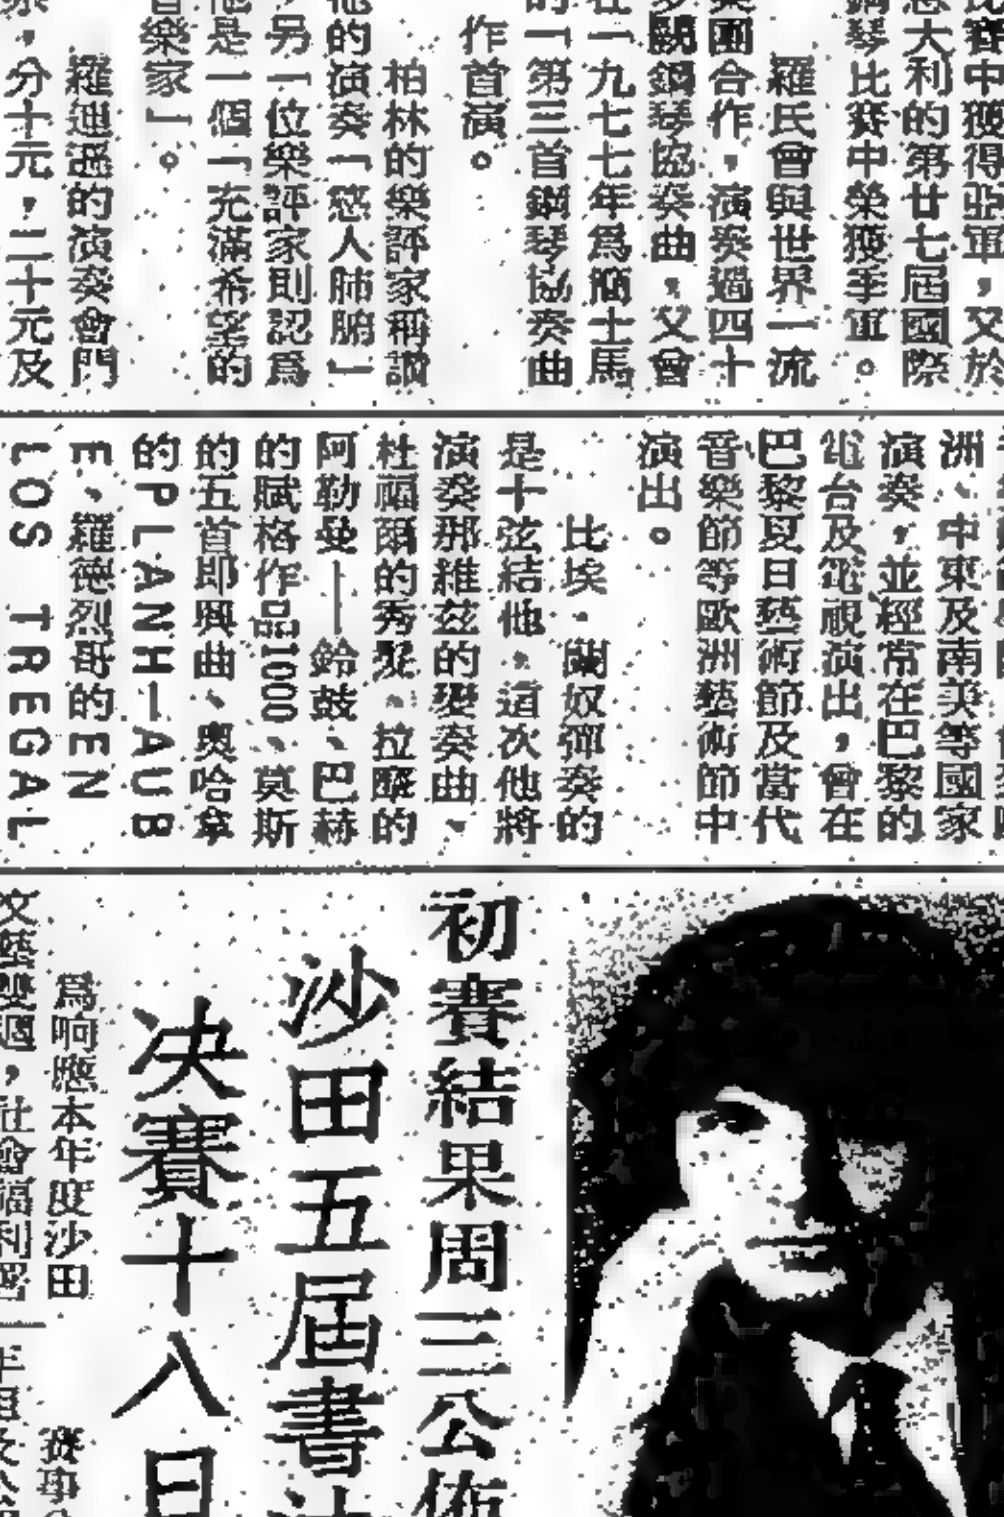 比賽中獲得亞軍，又於
意大利的第廿七屆國際
鋼琴比賽中榮獲季軍。
羅氏曾與世界一流
樂團合作，演奏過四十
多闋鋼琴協奏曲，又曾
在一九七七年爲簡士馬
的「第三首鋼琴協奏曲
作首演。
柏林的樂評家稱讚
他的演奏「感人肺腑」
，另一位樂評家則認爲
他是一個「充滿希望的
音樂家」。
羅迪遜的演奏會門
票，分十元，二十元及
洲、中東及南美等國家
演奏，並經常在巴黎的
電台及電視演出，曾在
巴黎夏日藝術節及當代
音樂節等歐洲藝術節中
演出。
比埃·蘭奴彈奏的
是十弦結他，這次他將
演奏那維茲的變奏曲、
杜福爾的秀髮、拉醛的
阿勒曼——鈴鼓、巴赫
的賦格作品1000、莫斯
的五首即興曲、奧哈拿
的PLANH—AUB
E、羅德烈哥的EN
LOS TREGAL
初賽結果周三公佈
沙田五屆書法
决賽十八日
爲响應本年度沙田
文藝雙週，社會福利署
賽事